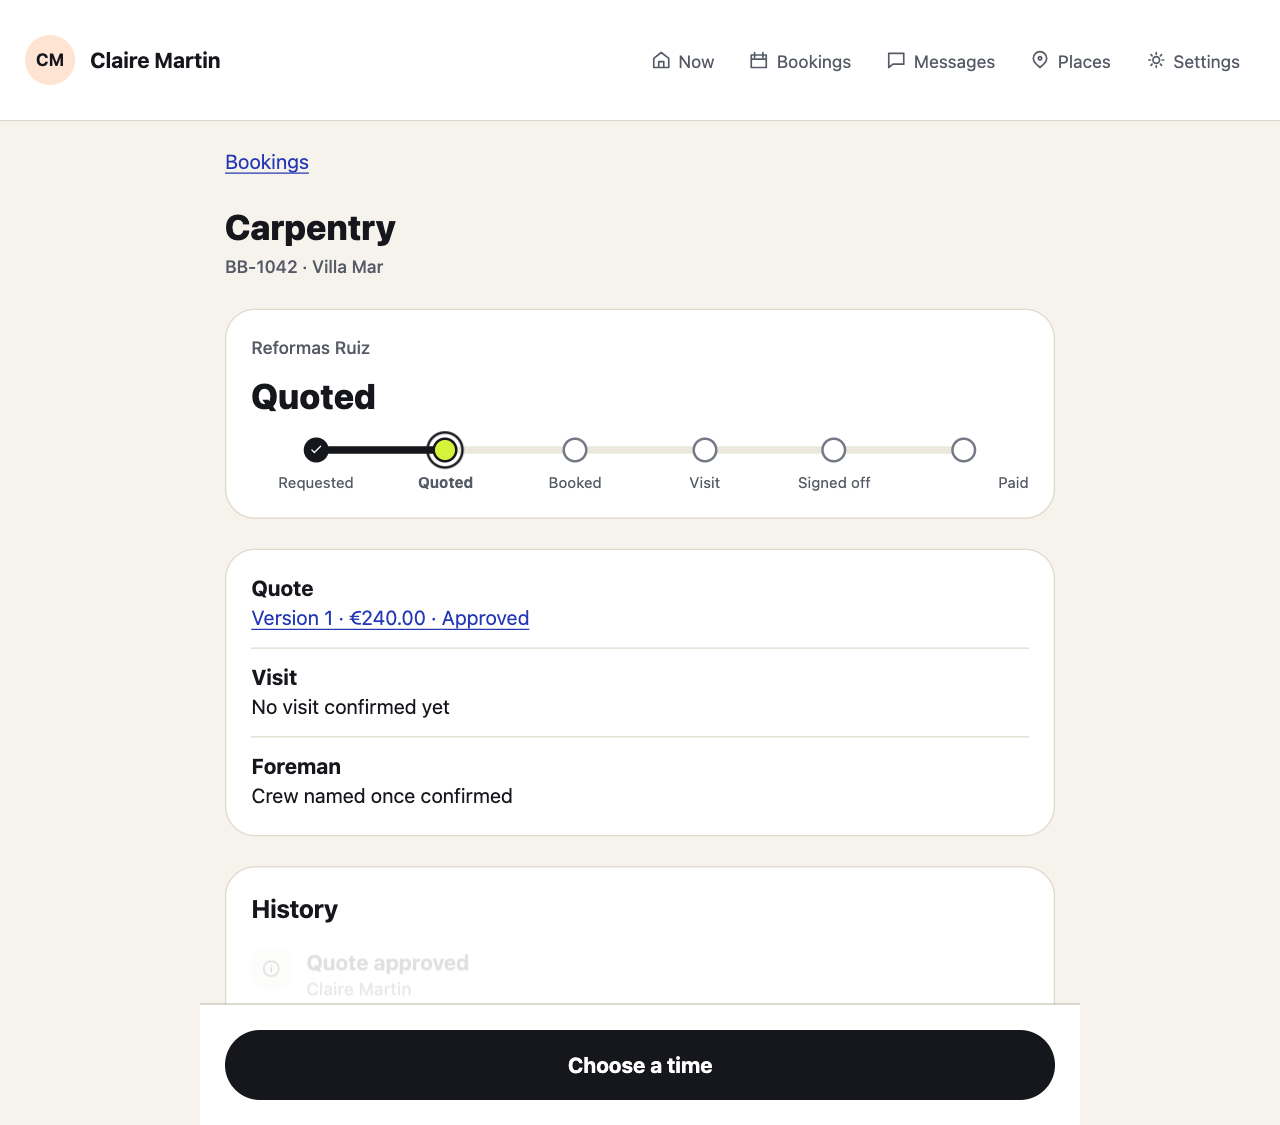 CM
Claire Martin
Now
Bookings
Messages
Places
Settings
Bookings
Carpentry
BB-1042 · Villa Mar
Reformas Ruiz
Quoted
Requested
Quoted
Booked
Visit
Signed off
Paid
Quote
Version 1 · €240.00 · Approved
Visit
No visit confirmed yet
Foreman
Crew named once confirmed
History
Quote approved
Claire Martin
Choose a time